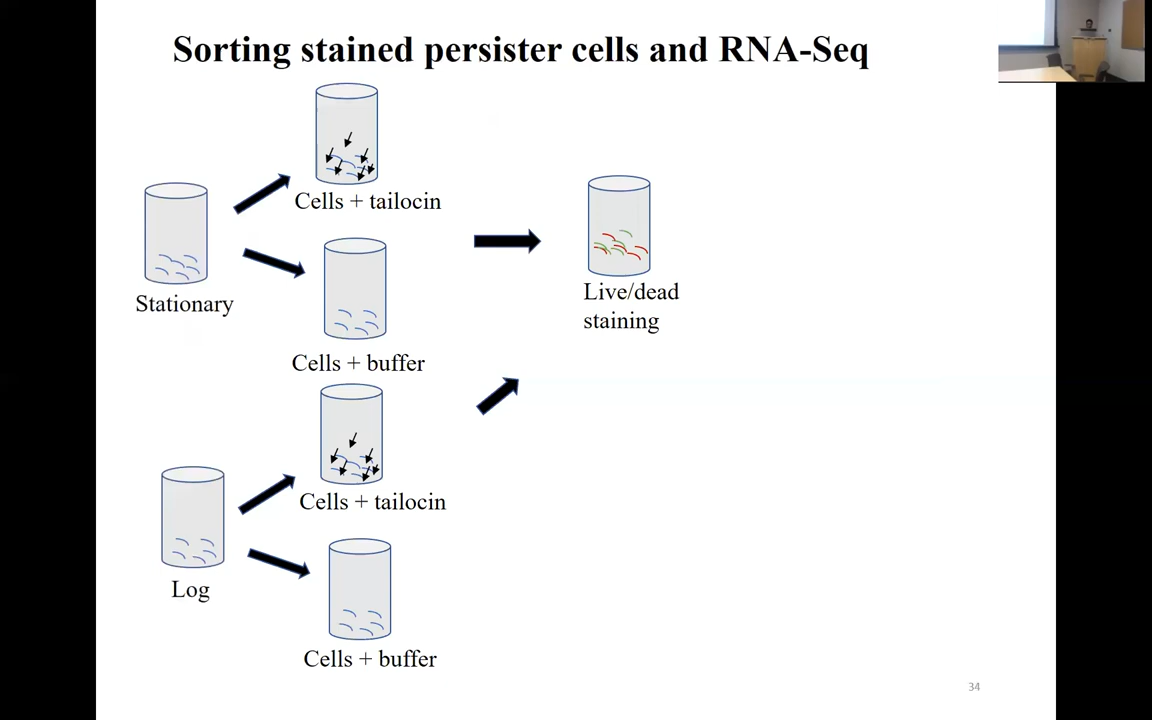 Sorting stained persister cells and RNA-Seq
Cells + tailocin
Stationary
Cells + buffer
Live/dead
staining
Cells + tailocin
Log
Cells + buffer
34